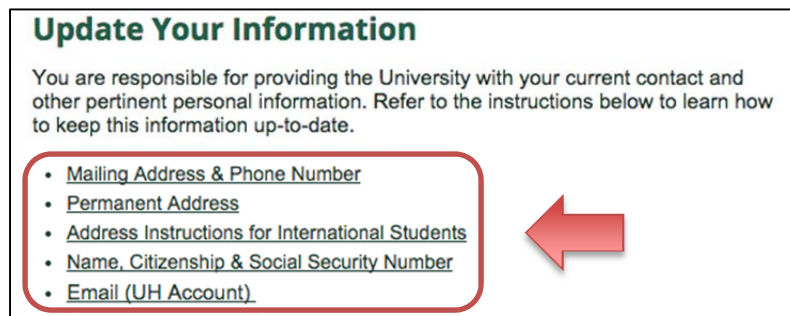 Update Your Information
You are responsible for providing the University with your current contact and
other pertinent personal information. Refer to the instructions below to learn how
to keep this information up-to-date.
• Mailing Address & Phone Number
• Permanent Address
• Address Instructions for International Students
• Name, Citizenship & Social Security Number
• Email (UH Account)